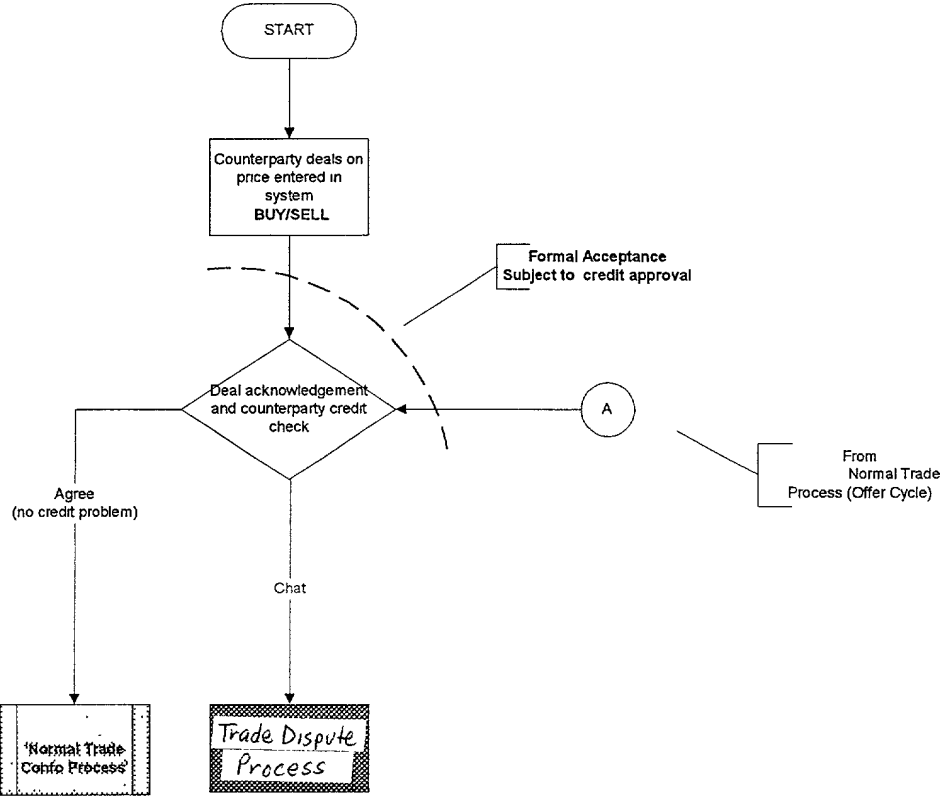 START
Counterparty deals on
price entered in
system
BUY/SELL
Formal Acceptance
Subject to credit approval
Deal acknowledgement
and counterparty credit
check
A
From
Normal Trade
Process (Offer Cycle)
Agree
(no credit problem)
Chat
'Normal Trade
Confo Process'
Trade Dispute
Process